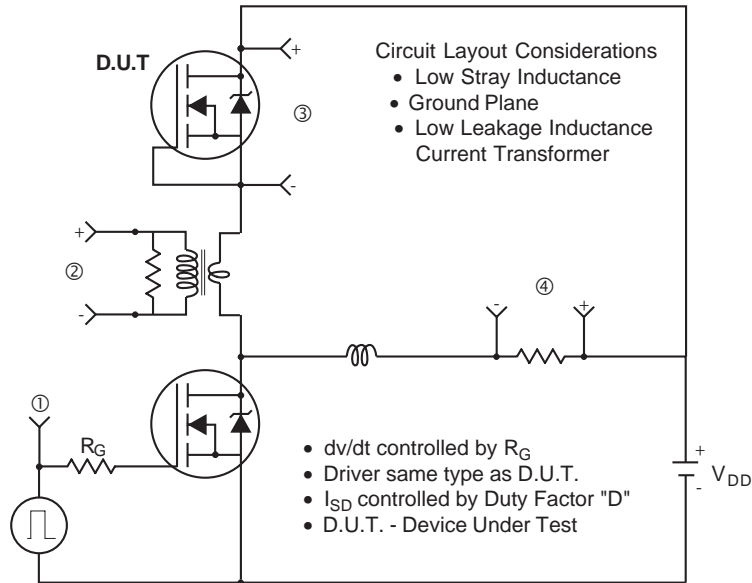 D.U.T
+
-
③
Circuit Layout Considerations
• Low Stray Inductance
• Ground Plane
• Low Leakage Inductance
Current Transformer
+
②
-
④
-
+
①
R_G
• dv/dt controlled by R_G
• Driver same type as D.U.T.
• I_SD controlled by Duty Factor "D"
• D.U.T. - Device Under Test
+
V_DD
-